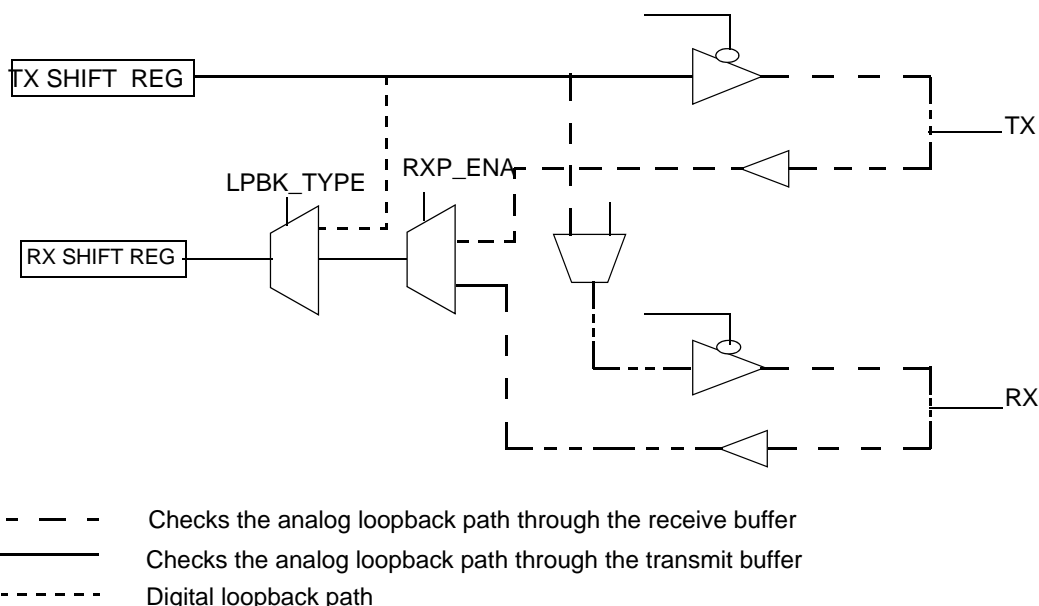 TX SHIFT REG
TX
LPBK_TYPE
RXP_ENA
RX SHIFT REG
RX
Checks the analog loopback path through the receive buffer
Checks the analog loopback path through the transmit buffer
Digital loopback path